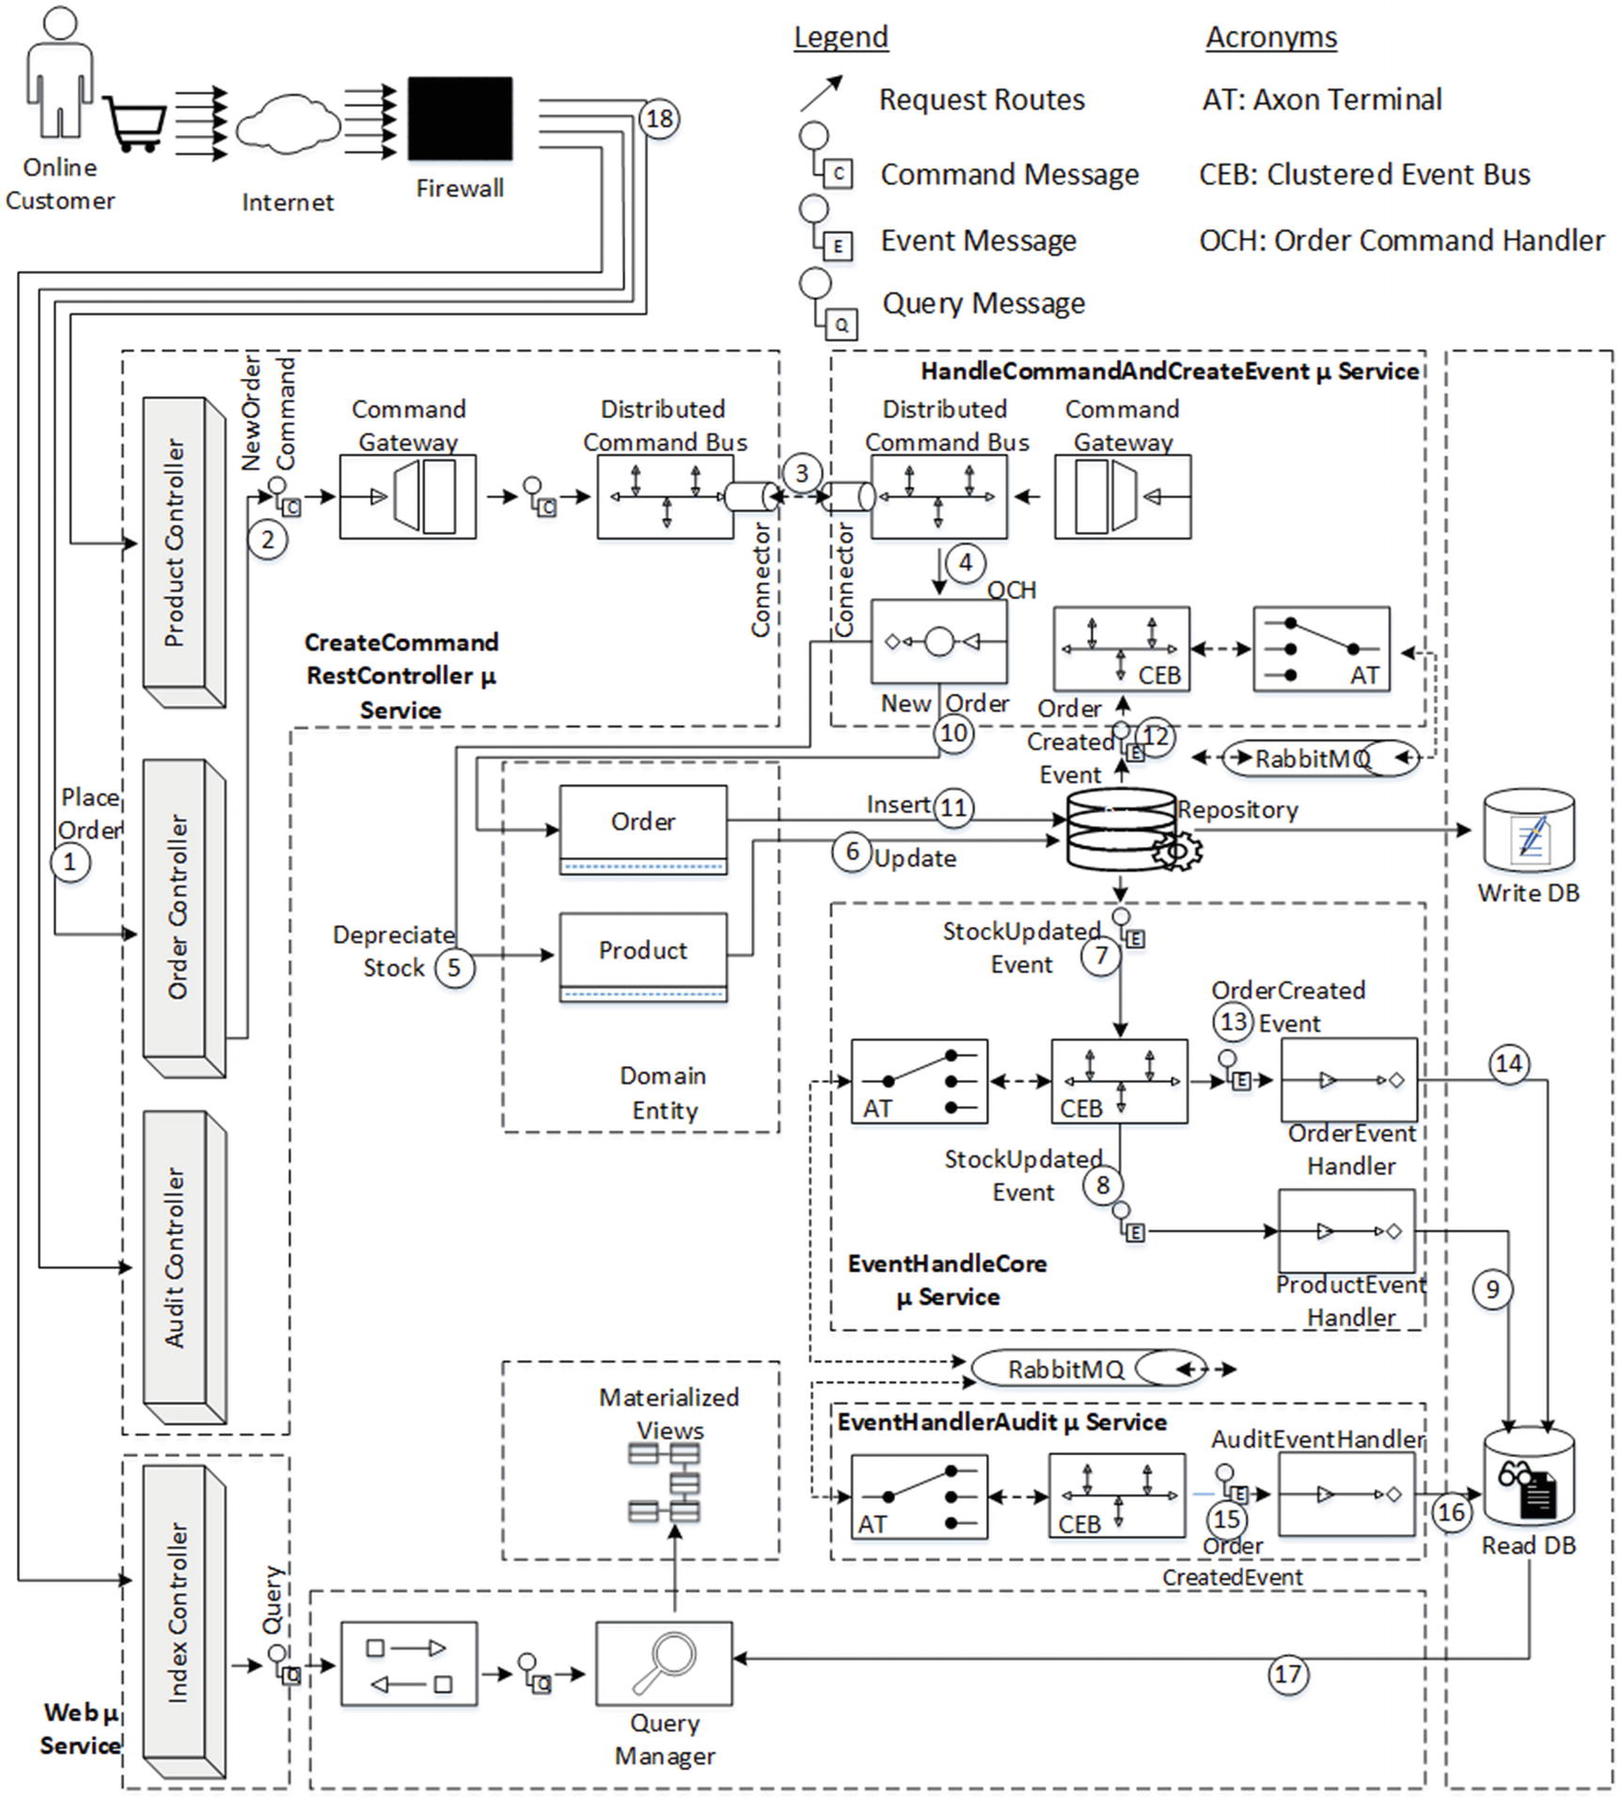 Legend
Acronyms
Request Routes
AT: Axon Terminal
C
Command Message
CEB: Clustered Event Bus
E
Event Message
OCH: Order Command Handler
Q
Query Message
Online
Customer
Internet
Firewall
18
HandleCommandAndCreateEvent µ Service
Product Controller
NewOrder
Command
C
2
Command
Gateway
C
Distributed
Command Bus
Connector
3
Connector
Distributed
Command Bus
Command
Gateway
4
OCH
CreateCommand
RestController µ
Service
New Order
10
CEB
AT
Order
Created
Event
E
12
RabbitMQ
Place
Order
1
Order Controller
Order
Insert
11
Repository
6
Update
Write DB
Depreciate
Stock
5
Product
Domain
Entity
StockUpdated
Event
7
E
OrderCreated
13
Event
E
14
AT
CEB
OrderEvent
Handler
StockUpdated
Event
8
E
ProductEvent
Handler
9
EventHandleCore
µ Service
Audit Controller
RabbitMQ
Materialized
Views
EventHandlerAudit µ Service
AuditEventHandler
AT
CEB
E
15
Order
CreatedEvent
16
Read DB
Index Controller
Query
Q
Q
Query
Manager
17
Web µ
Service